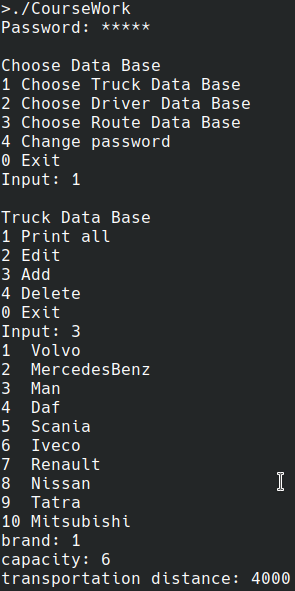 >./CourseWork
Password: *****
Choose Data Base
1 Choose Truck Data Base
2 Choose Driver Data Base
3 Choose Route Data Base
4 Change password
0 Exit
Input: 1
Truck Data Base
1 Print all
2 Edit
3 Add
4 Delete
0 Exit
Input: 3
1  Volvo
2  MercedesBenz
3  Man
4  Daf
5  Scania
6  Iveco
7  Renault
8  Nissan
9  Tatra
10 Mitsubishi
brand: 1
capacity: 6
transportation distance: 4000